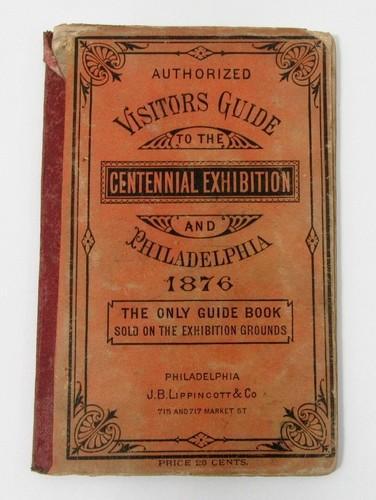 AUTHORIZED
VISITORS GUIDE
TO THE
CENTENNIAL EXHIBITION
AND
PHILADELPHIA
1876
THE ONLY GUIDE BOOK
SOLD ON THE EXHIBITION GROUNDS
PHILADELPHIA
J.B. LIPPINCOTT & CO
715 AND 717 MARKET ST
PRICE 20 CENTS.